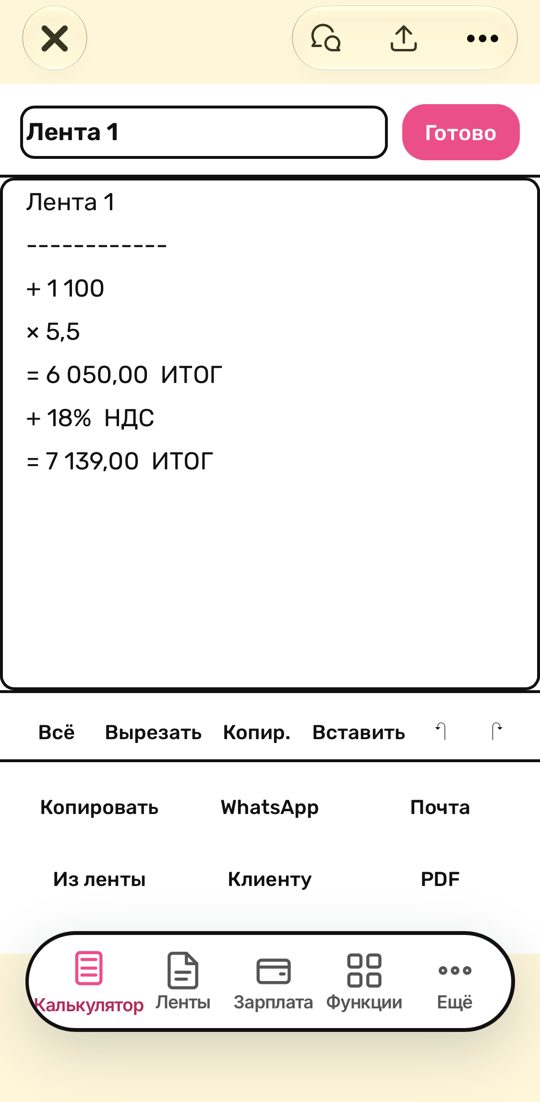 Лента 1
Готово
Лента 1
------------
+ 1 100
× 5,5
= 6 050,00  ИТОГ
+ 18%  НДС
= 7 139,00  ИТОГ
Всё Вырезать Копир. Вставить
Копировать WhatsApp Почта
Из ленты Клиенту PDF
Калькулятор Ленты Зарплата Функции Ещё